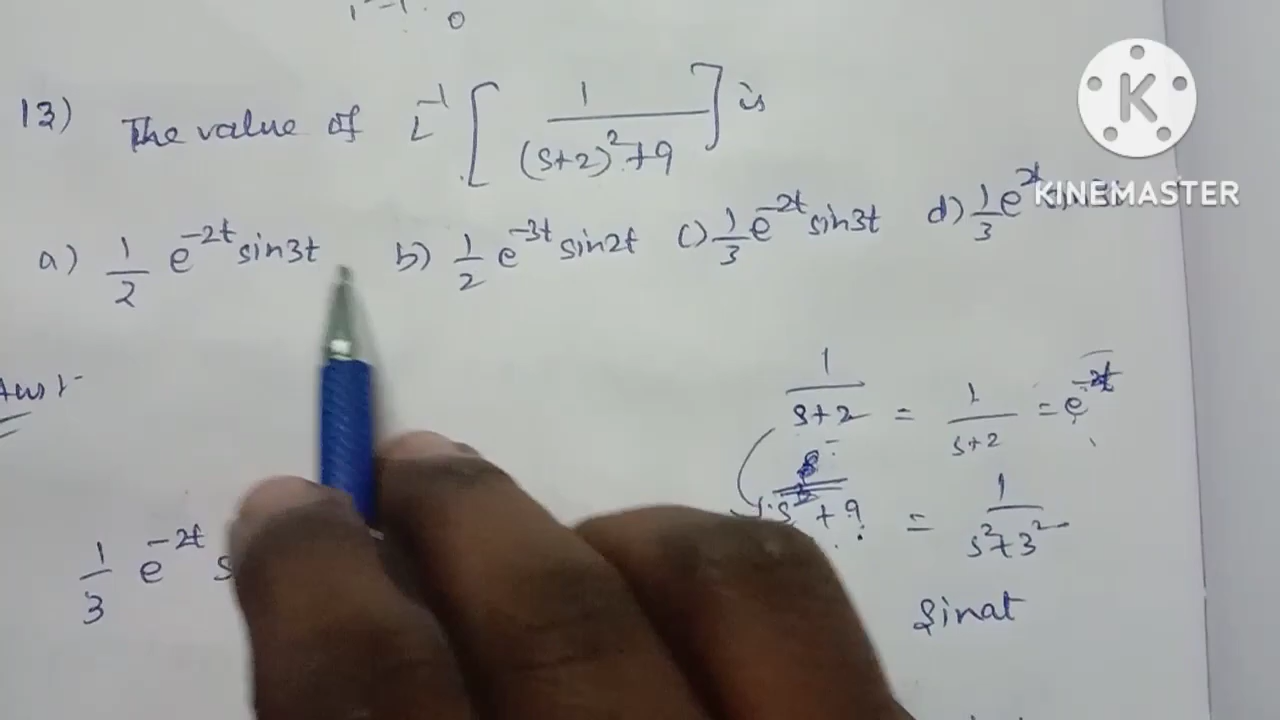 13) The value of L⁻¹ [ 1 / (s+2)² + 9 ] is
KINEMASTER
a) 1/2 e^-2t sin3t b) 1/2 e^-3t sin2t c) 1/3 e^-2t sin3t d) 1/3 e
Ans :-
1 / s+2 = 1 / s+2 = e^-2t
s² + 9 = 1 / s²+3²
1/3 e^-2t s
sinat